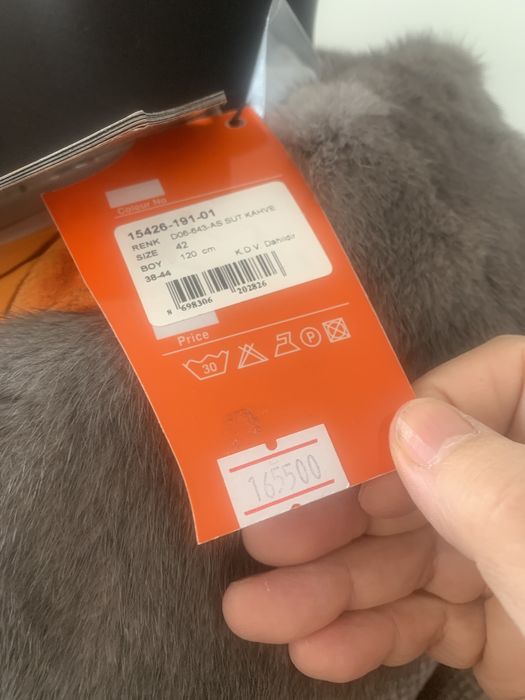 Colour No
15426-191-01
RENK D06-643-AS SUT KAHVE
SIZE 42
BOY 120 cm K.D.V. Dahildir
38-44
8 698306 202826
Price
30
P
165500